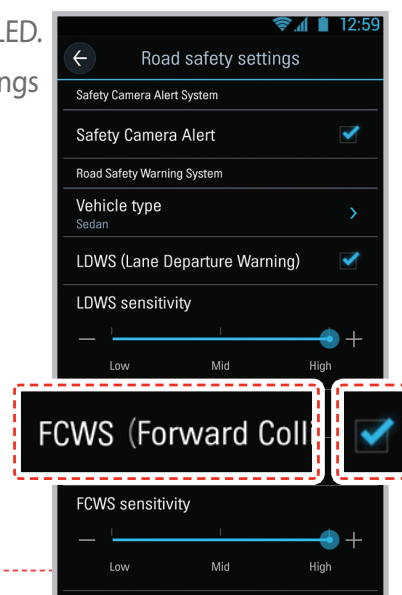 LED.
ngs
12:59
Road safety settings
Safety Camera Alert System
Safety Camera Alert
Road Safety Warning System
Vehicle type
Sedan
LDWS (Lane Departure Warning)
LDWS sensitivity
Low Mid High
FCWS (Forward Colli
FCWS sensitivity
Low Mid High